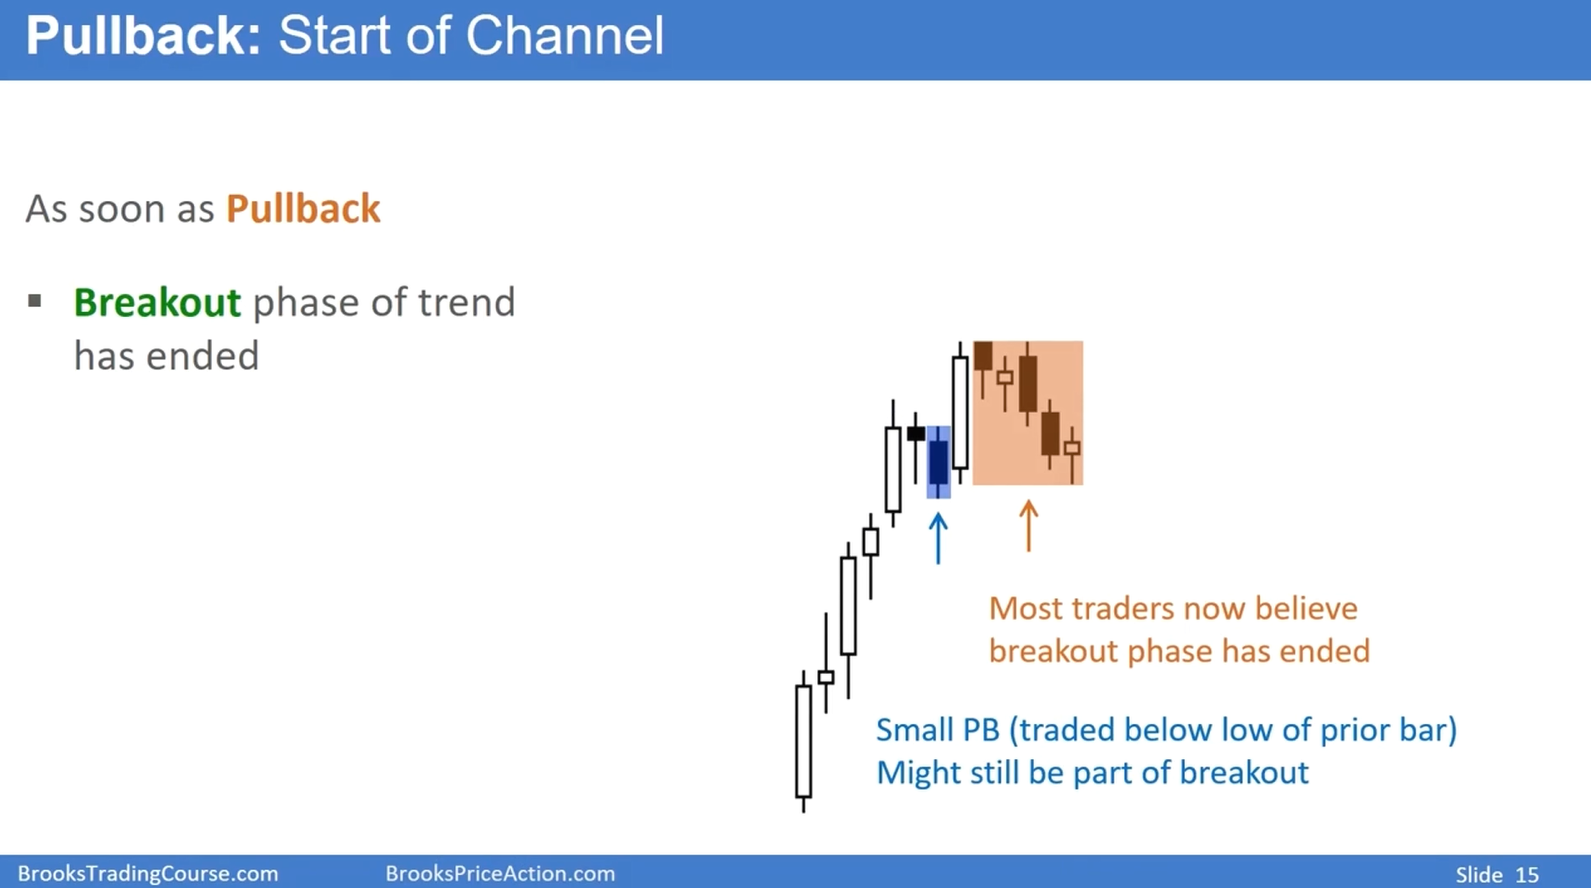 Pullback: Start of Channel
As soon as Pullback
▪ Breakout phase of trend
has ended
Most traders now believe
breakout phase has ended
Small PB (traded below low of prior bar)
Might still be part of breakout
BrooksTradingCourse.com
BrooksPriceAction.com
Slide 15